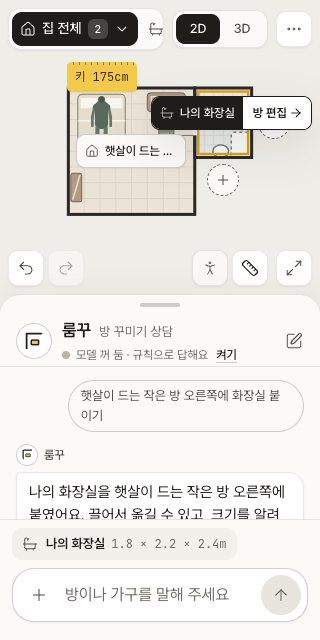 집 전체 2
2D
3D
키 175cm
나의 화장실
방 편집
햇살이 드는 ...
룸꾸 방 꾸미기 상담
모델 꺼 둠 · 규칙으로 답해요 켜기
햇살이 드는 작은 방 오른쪽에 화장실 붙
이기
룸꾸
나의 화장실을 햇살이 드는 작은 방 오른쪽에
붙였어요. 끌어서 옮길 수 있고, 크기를 알려
나의 화장실 1.8 × 2.2 × 2.4m
방이나 가구를 말해 주세요